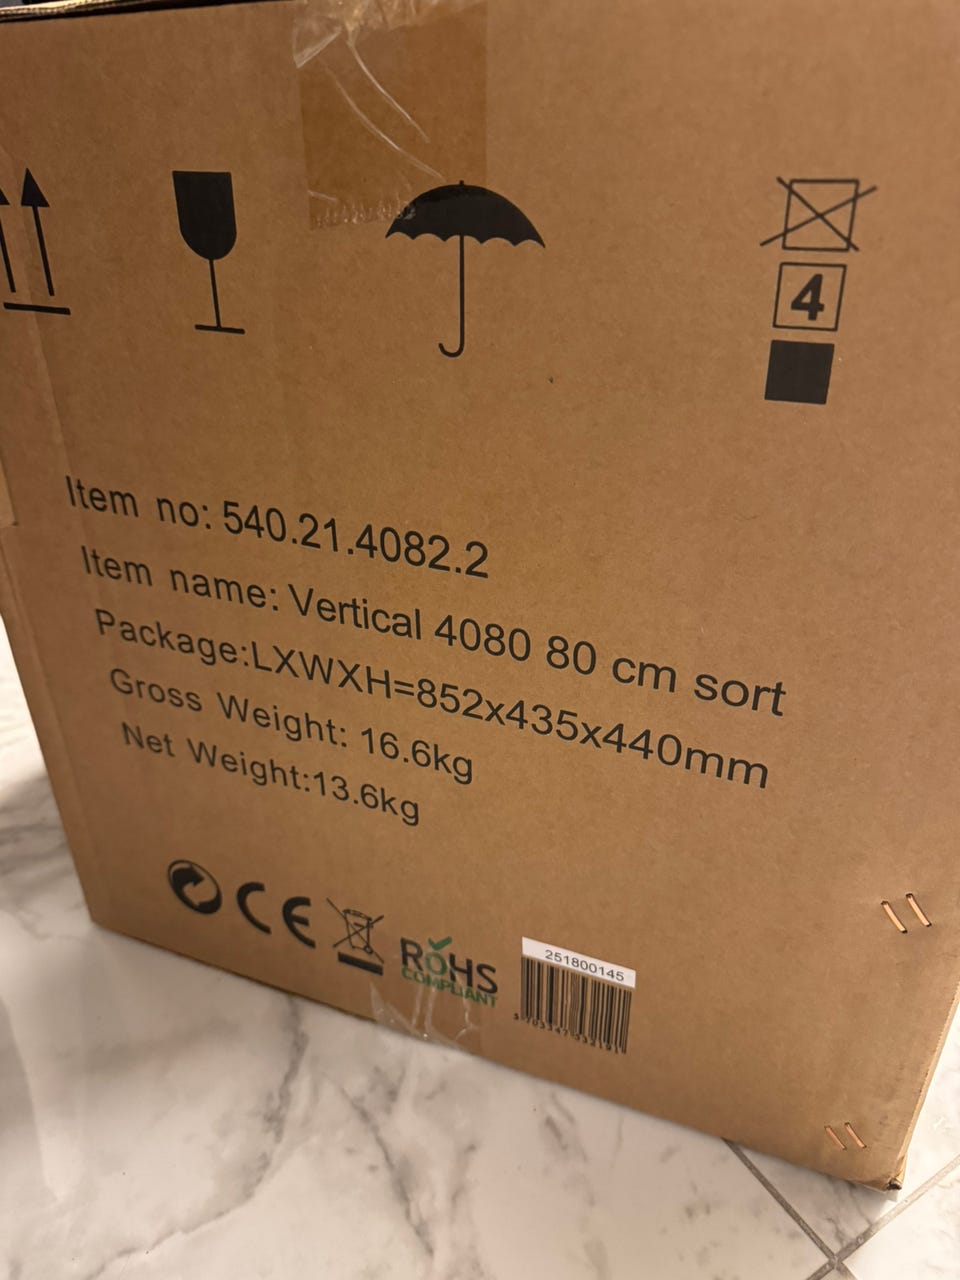 4
Item no: 540.21.4082.2
Item name: Vertical 4080 80 cm sort
Package:LXWXH=852x435x440mm
Gross Weight: 16.6kg
Net Weight:13.6kg
CE
RoHS
COMPLIANT
251800145